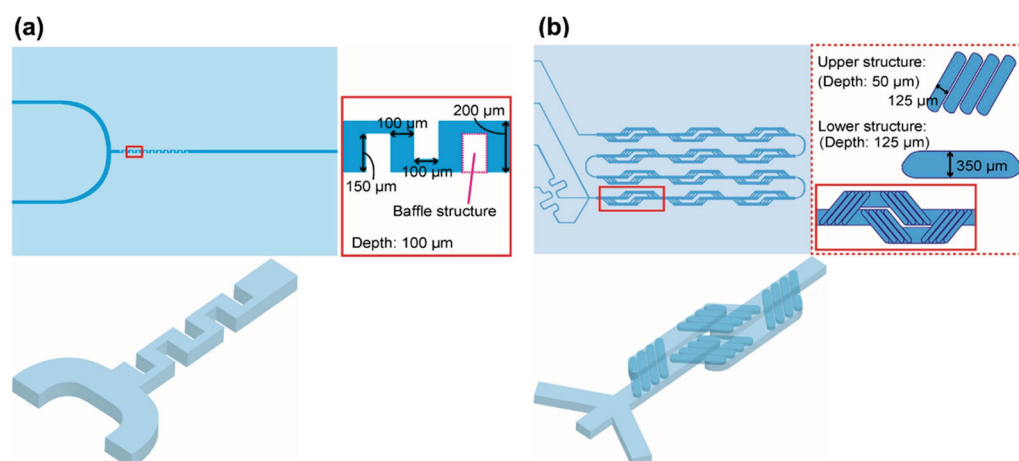 (a)
100 µm
200 µm
100 µm
150 µm
Baffle structure
Depth: 100 µm
(b)
Upper structure:
(Depth: 50 µm)
125 µm
Lower structure:
(Depth: 125 µm)
350 µm